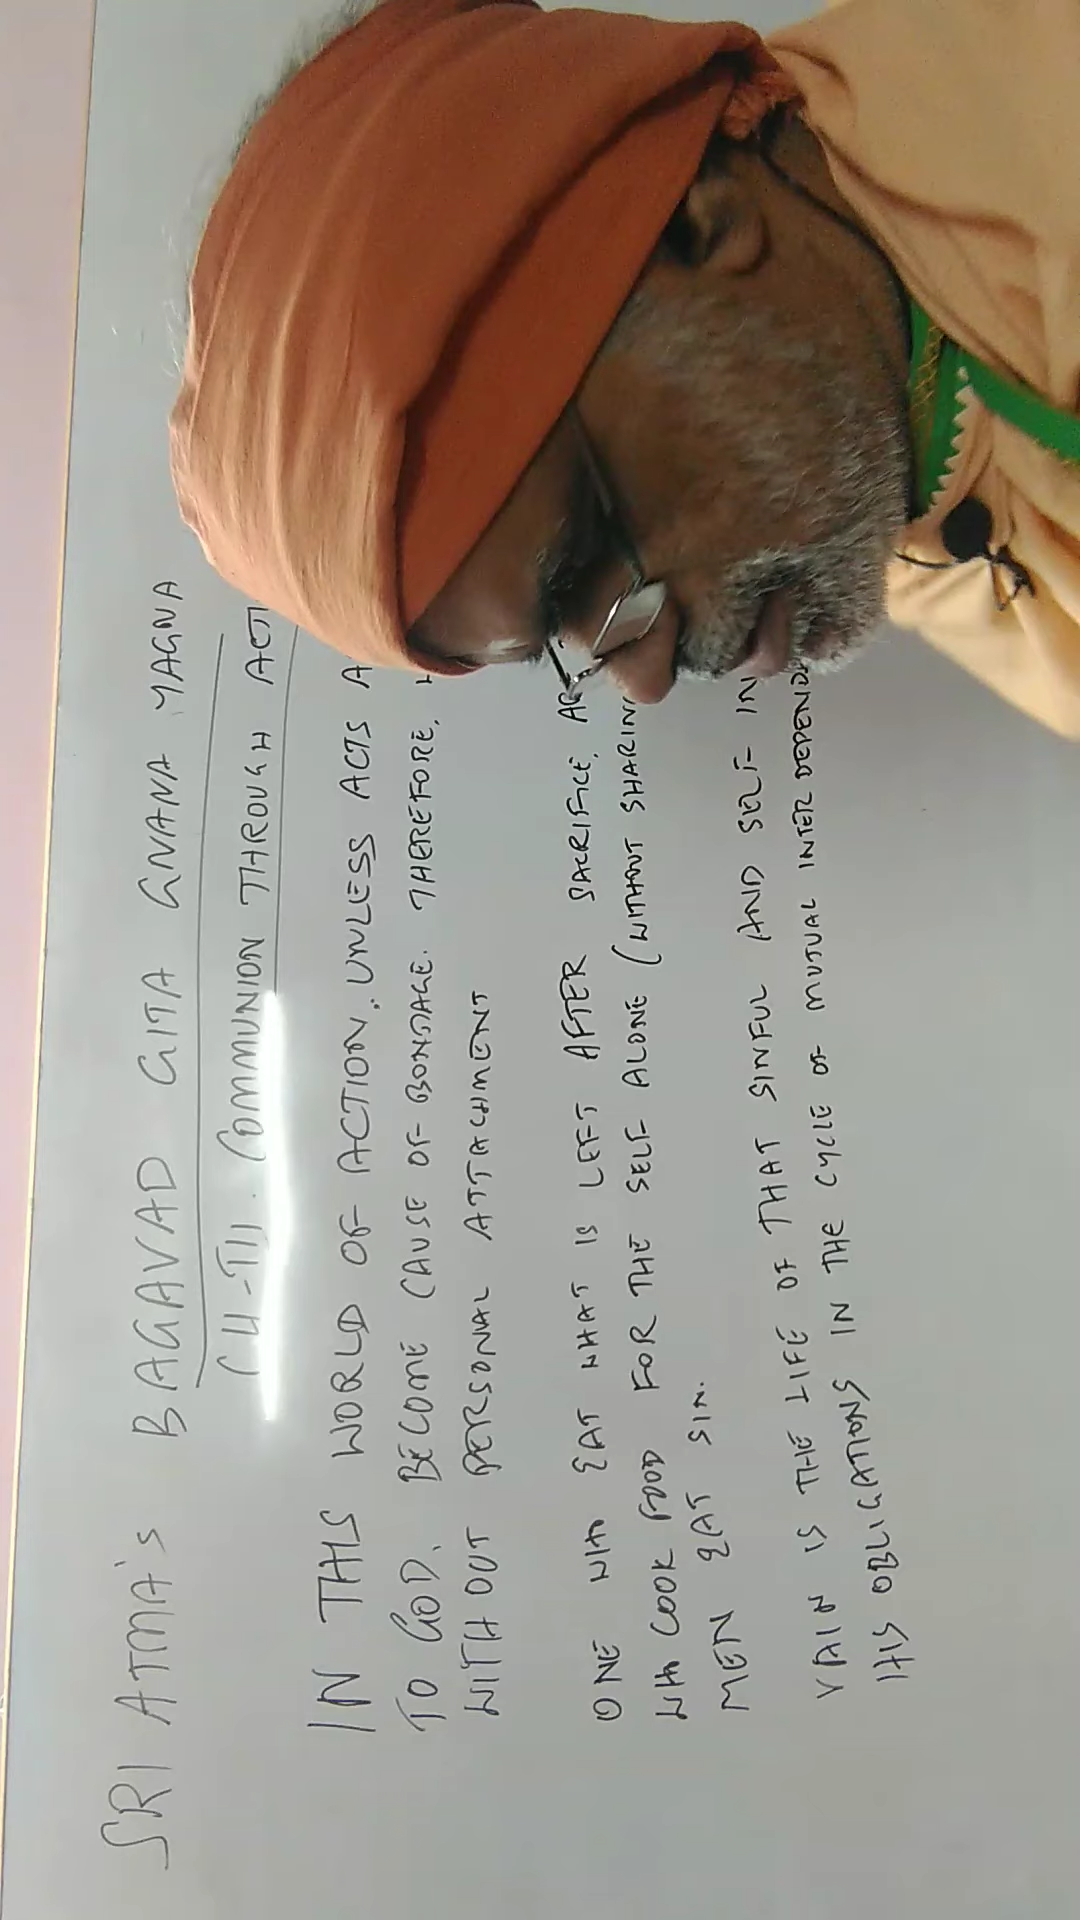 SRI ATMA'S BAGAVAD GITA GNANA YAGNA
CH-III. COMMUNION THROUGH ACTI
IN THIS WORLD OF ACTION, UNLESS ACTS A
TO GOD, BECOME CAUSE OF BONDAGE. THEREFORE,
WITH OUT PERSONAL ATTACHMENT
ONE WHO EAT WHAT IS LEFT AFTER SACRIFICE, A
WHO COOK FOOD FOR THE SELF ALONE (WITHOUT SHARING
MEN EAT SIN.
VAIN IS THE LIFE OF THAT SINFUL AND SELF IN
HIS OBLIGATIONS IN THE CYCLE OF MUTUAL INTER DEPEND